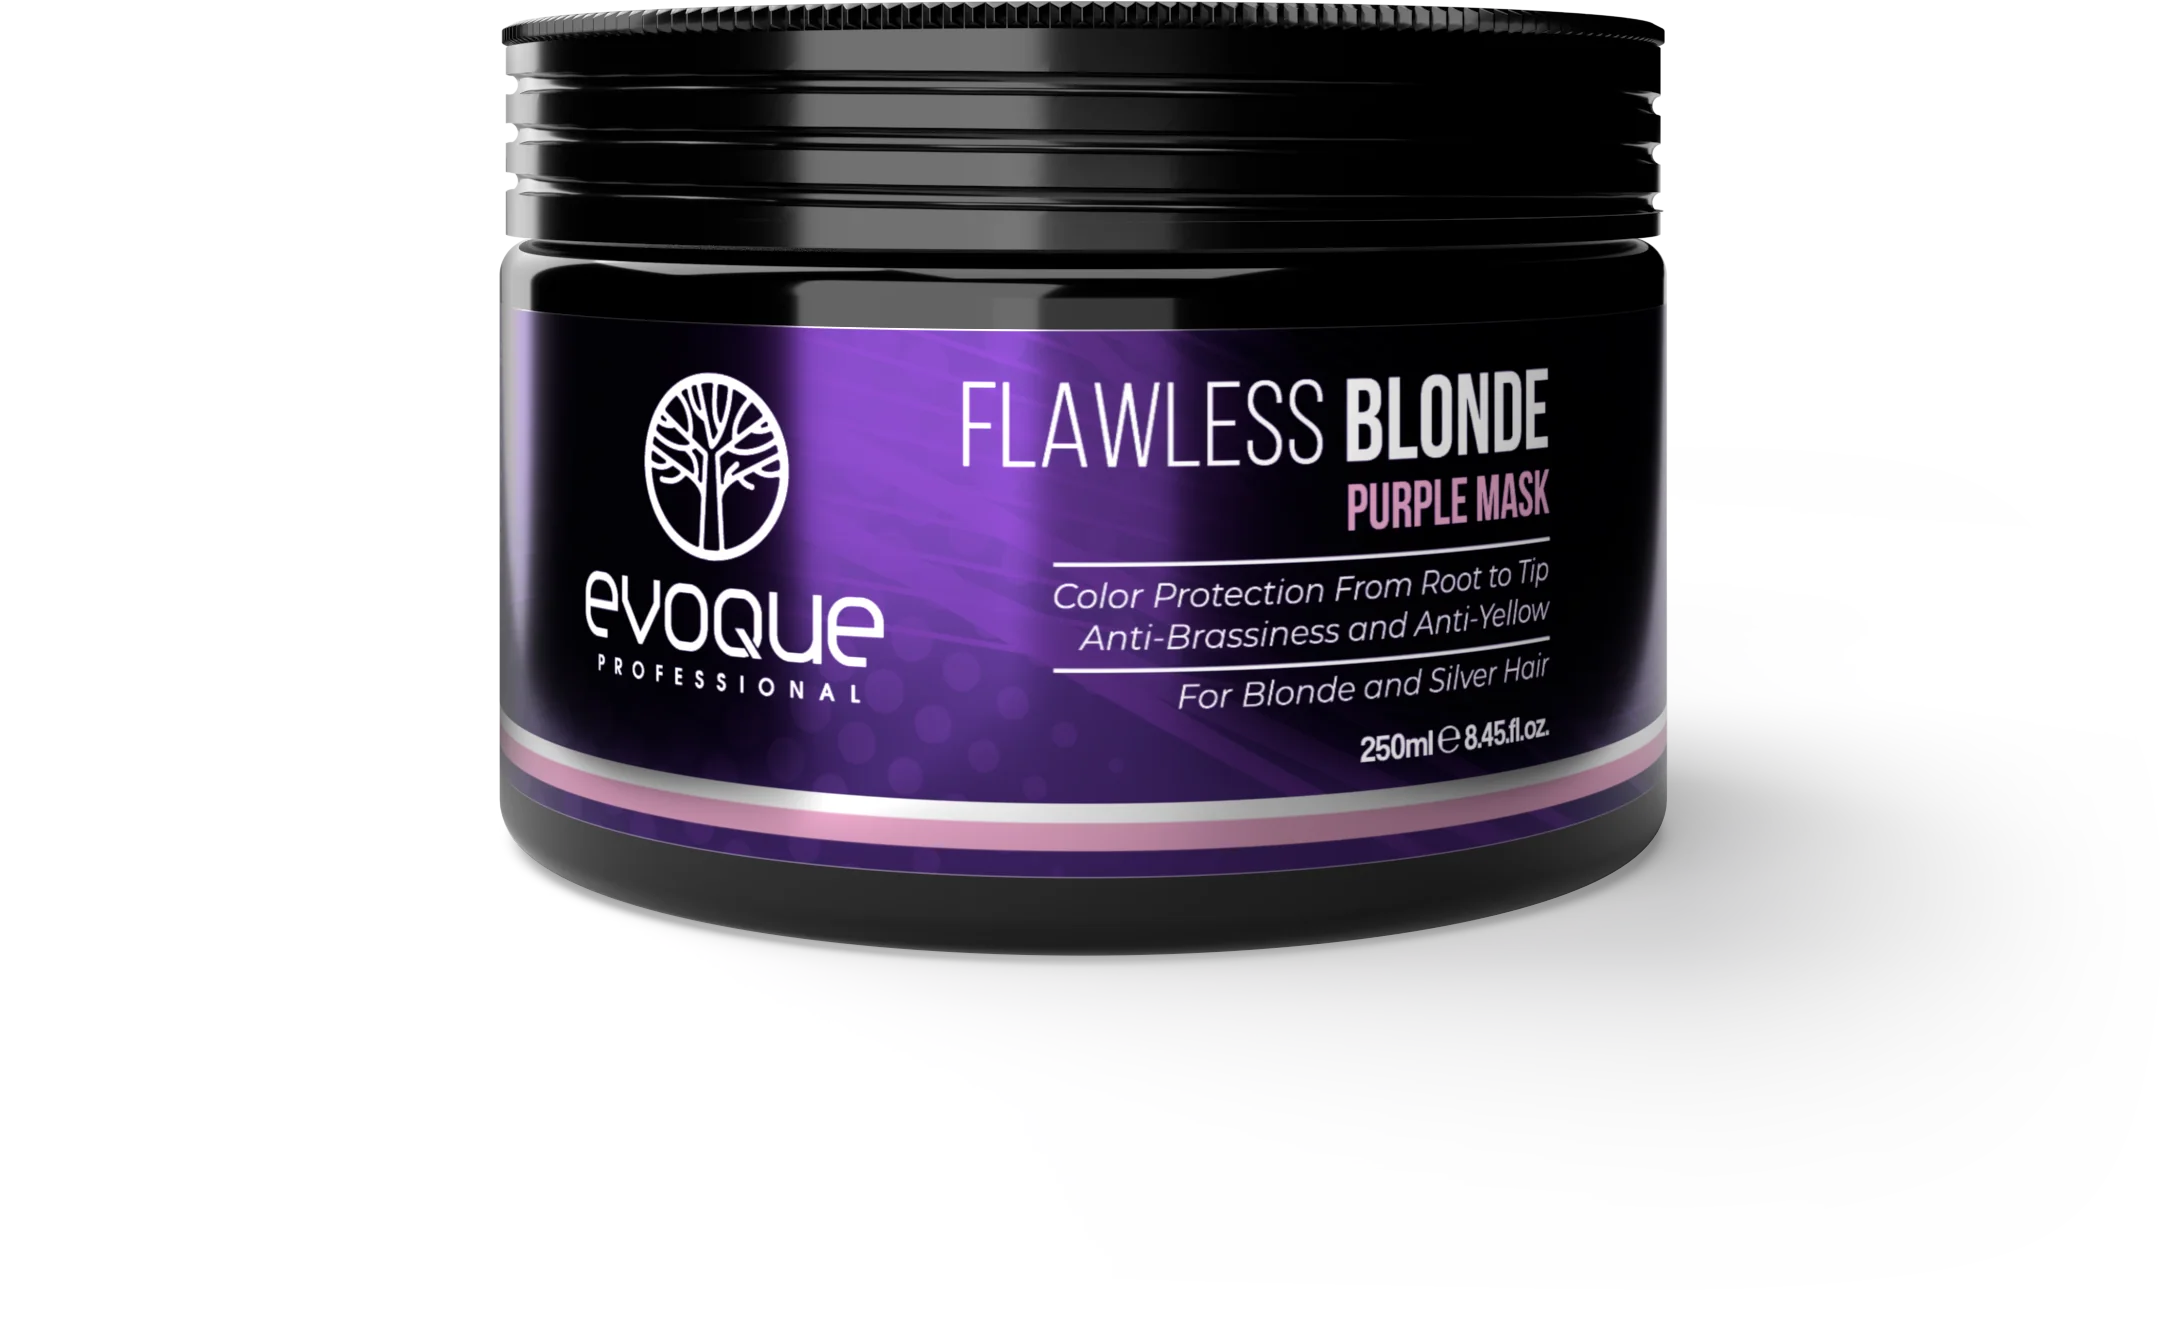 evoque
PROFESSIONAL
FLAWLESS BLONDE
PURPLE MASK
Color Protection From Root to Tip
Anti-Brassiness and Anti-Yellow
For Blonde and Silver Hair
250ml ℮ 8.45.fl.oz.